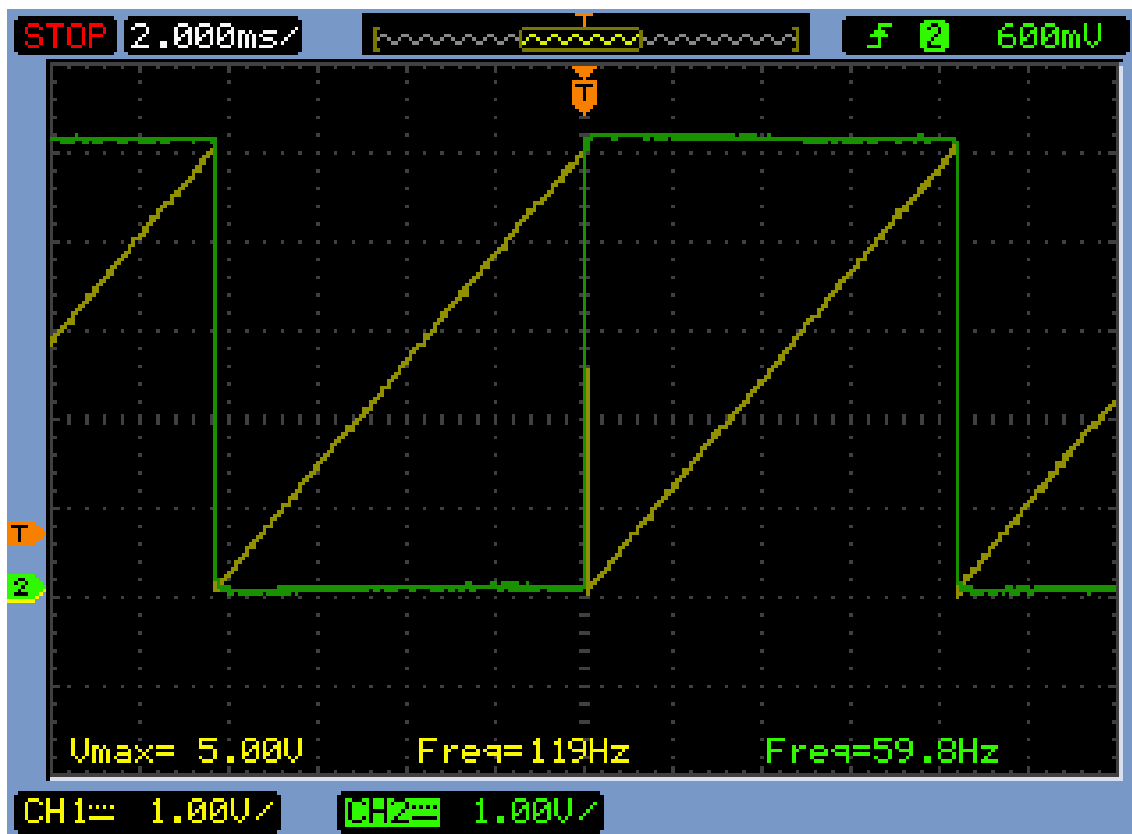 STOP 2.000ms/ T 2 600mV
T
T
2
Vmax= 5.00V Freq=119Hz Freq=59.8Hz
CH1 1.00V/ CH2 1.00V/